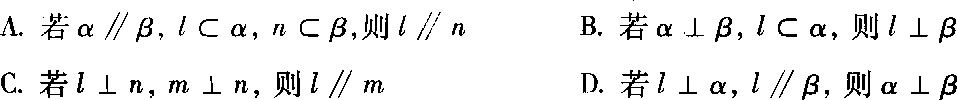 A. 若 α // β, l ⊂ α, n ⊂ β,则 l // n B. 若 α ⊥ β, l ⊂ α, 则 l ⊥ β
C. 若 l ⊥ n, m ⊥ n, 则 l // m D. 若 l ⊥ α, l // β, 则 α ⊥ β